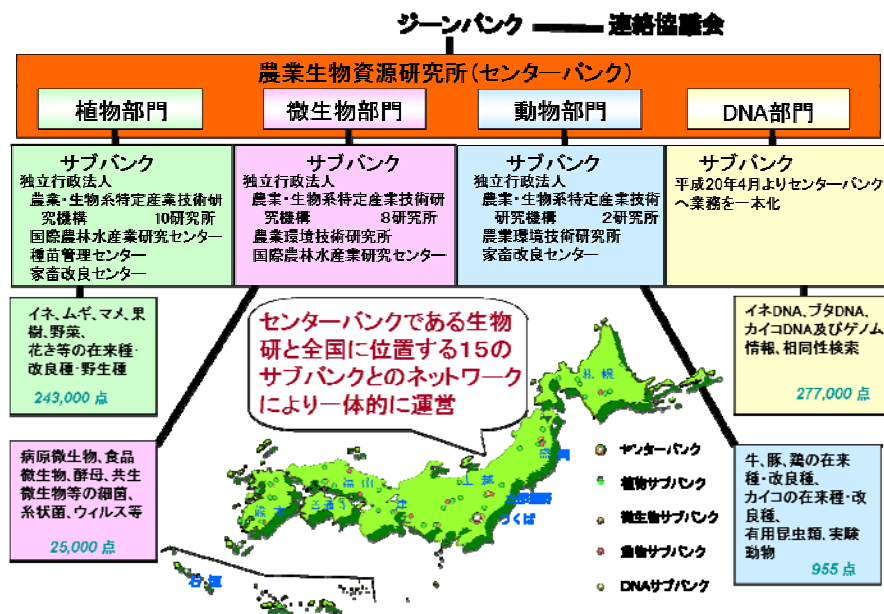 ジーンバンク
連絡協議会
農業生物資源研究所(センターバンク)
植物部門
微生物部門
動物部門
DNA部門
サブバンク
独立行政法人
農業・生物系特定産業技術研
究機構 10研究所
国際農林水産業研究センター
種苗管理センター
家畜改良センター
サブバンク
独立行政法人
農業・生物系特定産業技術研
究機構 8研究所
農業環境技術研究所
国際農林水産業研究センター
サブバンク
独立行政法人
農業・生物系特定産業技術
研究機構 2研究所
農業環境技術研究所
家畜改良センター
サブバンク
平成20年4月よりセンターバンク
へ業務を一本化
イネ、ムギ、マメ、果
樹、野菜、
花き等の在来種・
改良種・野生種
243,000 点
センターバンクである生物
研と全国に位置する15の
サブバンクとのネットワーク
により一体的に運営
イネDNA、ブタDNA、
カイコDNA及びゲノム
情報、相同性検索
277,000 点
病原微生物、食品
微生物、酵母、共生
微生物等の細菌、
糸状菌、ウィルス等
25,000 点
牛、豚、鶏の在来
種・改良種、
カイコの在来種・改
良種、
有用昆虫類、実験
動物
955 点
札幌
盛岡
上越
つくば
津
福山
善通寺
熊本
石垣
センターバンク
植物サブバンク
微生物サブバンク
動物サブバンク
DNAサブバンク